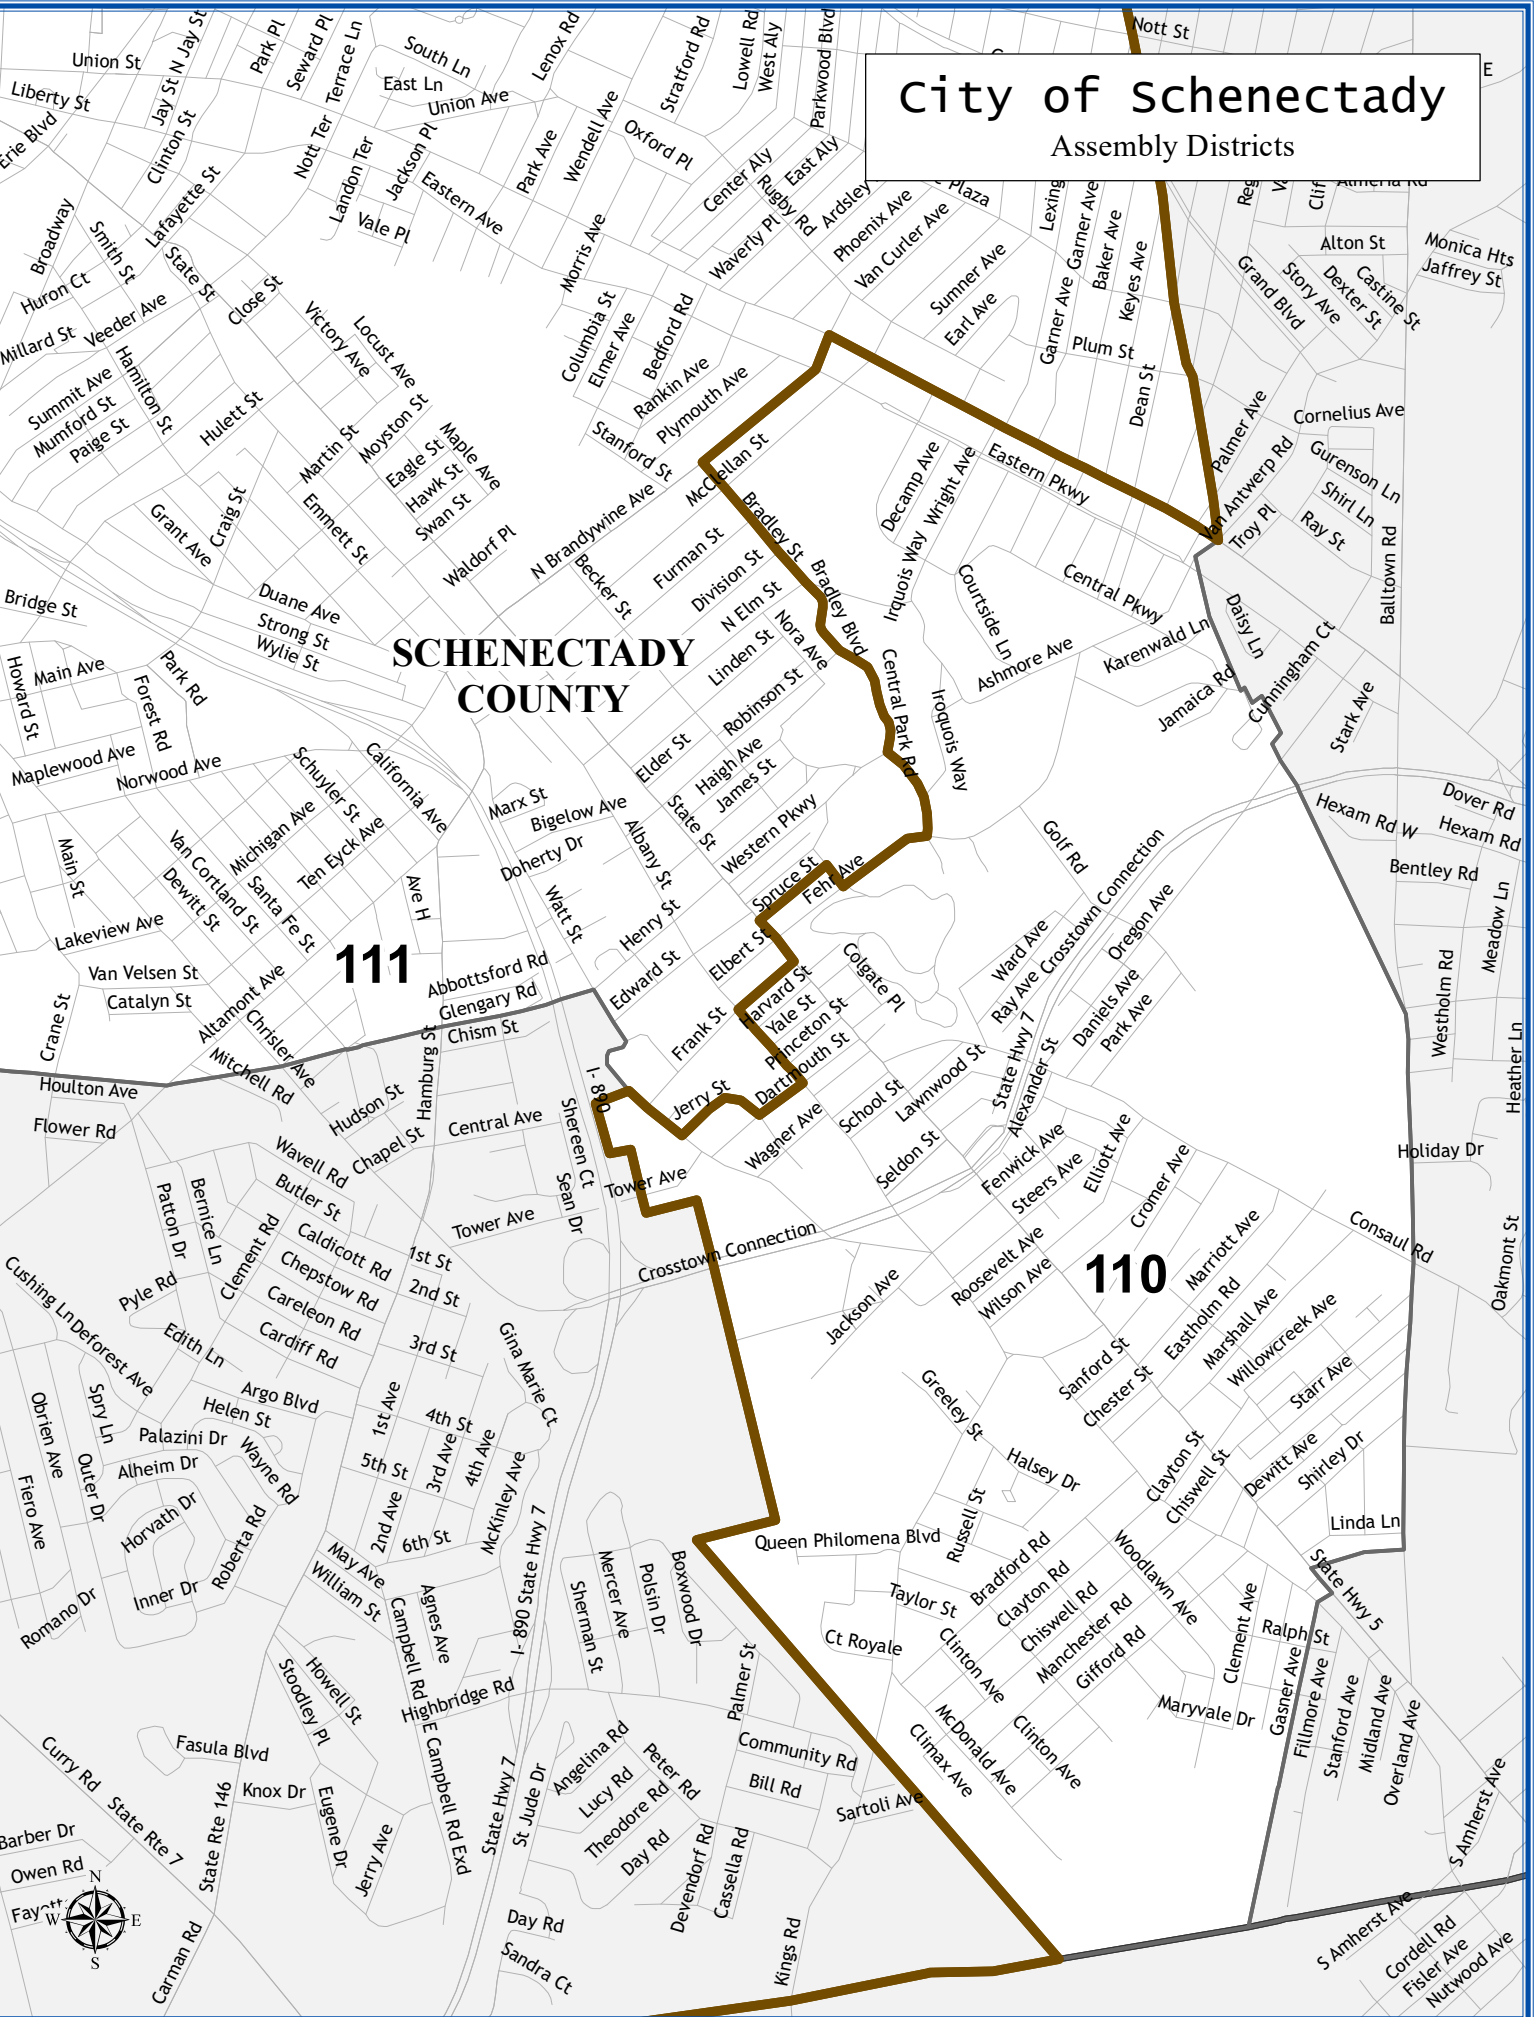 City of Schenectady
Assembly Districts
Nott St
E
Union St
Liberty St
Erie Blvd
Jay St
N Jay St
Park Pl
Seward Pl
Terrace Ln
South Ln
East Ln
Union Ave
Lenox Rd
Stratford Rd
Lowell Rd
West Aly
Parkwood Blvd
Clinton St
Nott Ter
Landon Ter
Jackson Pl
Park Ave
Wendell Ave
Oxford Pl
Center Aly
East Aly
Rugby Rd
Ardsley
Plaza
Almeria Rd
Lafayette St
Broadway
Smith St
State St
Vale Pl
Eastern Ave
Morris Ave
Waverly Pl
Phoenix Ave
Van Curler Ave
Garner Ave
Baker Ave
Keyes Ave
Alton St
Monica Hts
Jaffrey St
Huron Ct
Close St
Grand Blvd
Story Ave
Dexter St
Castine St
Sumner Ave
Earl Ave
Garner Ave
Plum St
Millard St
Veeder Ave
Victory Ave
Locust Ave
Columbia St
Elmer Ave
Bedford Rd
Rankin Ave
Plymouth Ave
Dean St
Palmer Ave
Cornelius Ave
Summit Ave
Mumford St
Paige St
Hamilton St
Hulett St
Martin St
Moyston St
Eagle St
Hawk St
Swan St
Maple Ave
Stanford St
McClellan St
Decamp Ave
Wright Ave
Eastern Pkwy
Van Antwerp Rd
Troy Pl
Gurenson Ln
Shirl Ln
Ray St
Balltown Rd
Grant Ave
Craig St
Emmett St
Waldorf Pl
N Brandywine Ave
Becker St
Furman St
Division St
N Elm St
Bradley St
Bradley Blvd
Irquois Way
Courtside Ln
Central Pkwy
Daisy Ln
Bridge St
Duane Ave
Strong St
Wylie St
SCHENECTADY
COUNTY
Linden St
Nora Ave
Robinson St
Central Park Rd
Iroquois Way
Ashmore Ave
Karenwald Ln
Jamaica Rd
Cunningham Ct
Stark Ave
Howard St
Main Ave
Forest Rd
Park Rd
Maplewood Ave
Norwood Ave
Schuyler St
California Ave
Elder St
Haigh Ave
James St
State St
Western Pkwy
Marx St
Bigelow Ave
Doherty Dr
Albany St
Golf Rd
Hexam Rd W
Dover Rd
Hexam Rd
Bentley Rd
Main St
Van Cortland St
Dewitt St
Michigan Ave
Santa Fe St
Ten Eyck Ave
Ave H
Watt St
Henry St
Spruce St
Fehr Ave
Elbert St
Lakeview Ave
Van Velsen St
Catalyn St
111
Abbottsford Rd
Glengary Rd
Chism St
Edward St
Harvard St
Yale St
Princeton St
Dartmouth St
Colgate Pl
Ward Ave
Ray Ave
Crosstown Connection
Oregon Ave
Daniels Ave
Park Ave
Westholm Rd
Meadow Ln
Heather Ln
Crane St
Altamont Ave
Chrisler Ave
Mitchell Rd
Hamburg St
Frank St
Jerry St
State Hwy 7
Alexander St
Houlton Ave
Flower Rd
Hudson St
Chapel St
Central Ave
I- 890
Shereen Ct
Sean Dr
Tower Ave
Wagner Ave
School St
Lawnwood St
Seldon St
Fenwick Ave
Steers Ave
Elliott Ave
Cromer Ave
Holiday Dr
Consaul Rd
Oakmont St
Wavell Rd
Butler St
Patton Dr
Bernice Ln
Clement Rd
Caldicott Rd
Chepstow Rd
Careleon Rd
Cardiff Rd
Tower Ave
Crosstown Connection
1st St
2nd St
3rd St
110
Roosevelt Ave
Wilson Ave
Jackson Ave
Marriott Ave
Eastholm Rd
Marshall Ave
Willowcreek Ave
Cushing Ln
Deforest Ave
Pyle Rd
Edith Ln
Gina Marie Ct
Greeley St
Sanford St
Chester St
Starr Ave
Obrien Ave
Spry Ln
Argo Blvd
Helen St
Palazini Dr
Alheim Dr
Wayne Rd
1st Ave
4th St
5th St
3rd Ave
4th Ave
Halsey Dr
Clayton St
Chiswell St
Dewitt Ave
Shirley Dr
Fiero Ave
Outer Dr
Horvath Dr
Roberta Rd
2nd Ave
6th St
McKinley Ave
I- 890 State Hwy 7
Queen Philomena Blvd
Russell St
Linda Ln
Romano Dr
Inner Dr
May Ave
William St
Campbell Rd
Agnes Ave
Sherman St
Mercer Ave
Polsin Dr
Boxwood Dr
Taylor St
Bradford Rd
Clayton Rd
Chiswell Rd
Manchester Rd
Gifford Rd
Woodlawn Ave
State Hwy 5
Ct Royale
Clinton Ave
Clement Ave
Ralph St
Gasner Ave
Fillmore Ave
Stanford Ave
Midland Ave
Overland Ave
Maryvale Dr
Stoodley Pl
Howell St
Highbridge Rd
Palmer St
McDonald Ave
Climax Ave
Clinton Ave
Curry Rd
State Rte 7
Fasula Blvd
Knox Dr
Eugene Dr
State Rte 146
E Campbell Rd Exd
State Hwy 7
St Jude Dr
Angelina Rd
Lucy Rd
Theodore Rd
Peter Rd
Day Rd
Community Rd
Bill Rd
Sartoli Ave
S Amherst Ave
Barber Dr
Owen Rd
N
W
E
S
Jerry Ave
Devendorf Rd
Cassella Rd
Carman Rd
Day Rd
Sandra Ct
Kings Rd
S Amherst Ave
Cordell Rd
Fisler Ave
Nutwood Ave